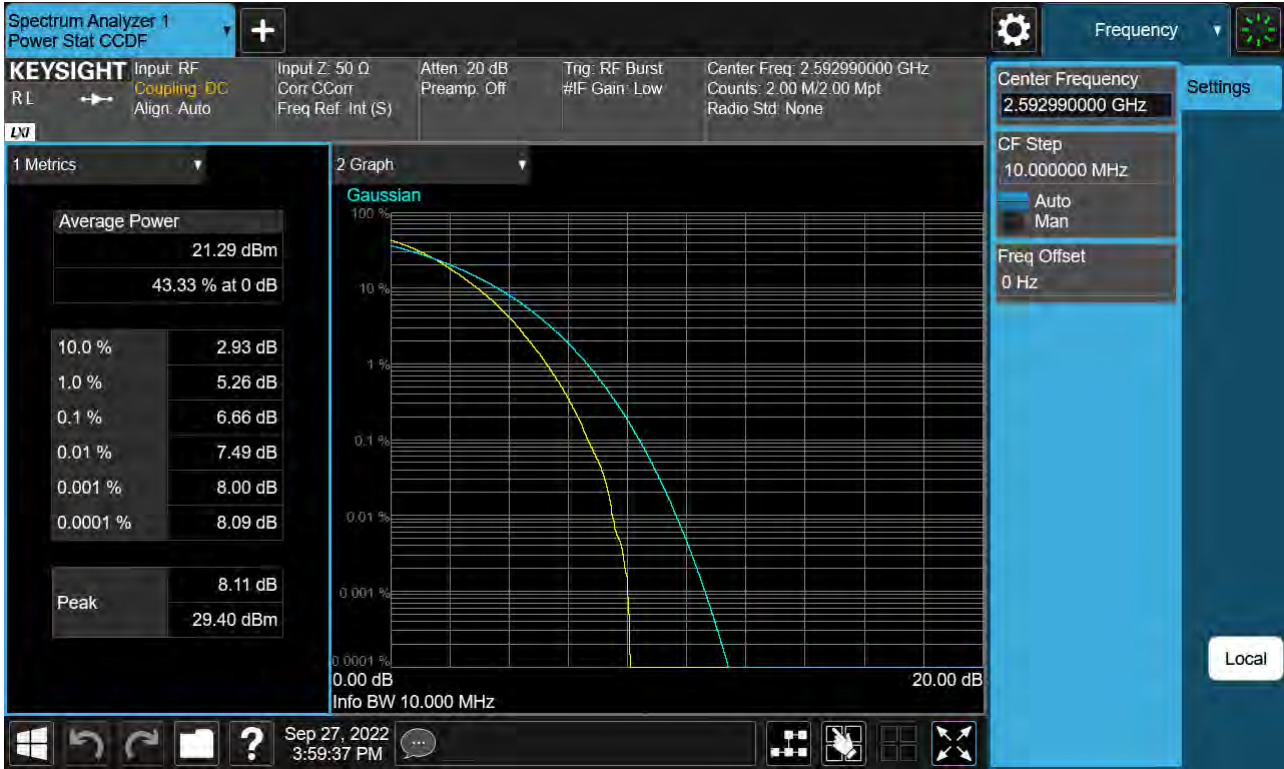 Spectrum Analyzer 1
Power Stat CCDF
Frequency
KEYSIGHT
R L
LXI
Input: RF
Coupling: DC
Align: Auto
Input Z: 50 Ω
Corr CCorr
Freq Ref: Int (S)
Atten: 20 dB
Preamp: Off
Trig: RF Burst
#IF Gain: Low
Center Freq: 2.592990000 GHz
Counts: 2.00 M/2.00 Mpt
Radio Std: None
Center Frequency
2.592990000 GHz
Settings
CF Step
10.000000 MHz
Auto
Man
Freq Offset
0 Hz
Local
1 Metrics
Average Power
21.29 dBm
43.33 % at 0 dB
10.0 % 2.93 dB
1.0 % 5.26 dB
0.1 % 6.66 dB
0.01 % 7.49 dB
0.001 % 8.00 dB
0.0001 % 8.09 dB
Peak
8.11 dB
29.40 dBm
2 Graph
Gaussian
100 %
10 %
1 %
0.1 %
0.01 %
0.001 %
0.0001 %
0.00 dB 20.00 dB
Info BW 10.000 MHz
?
Sep 27, 2022
3:59:37 PM